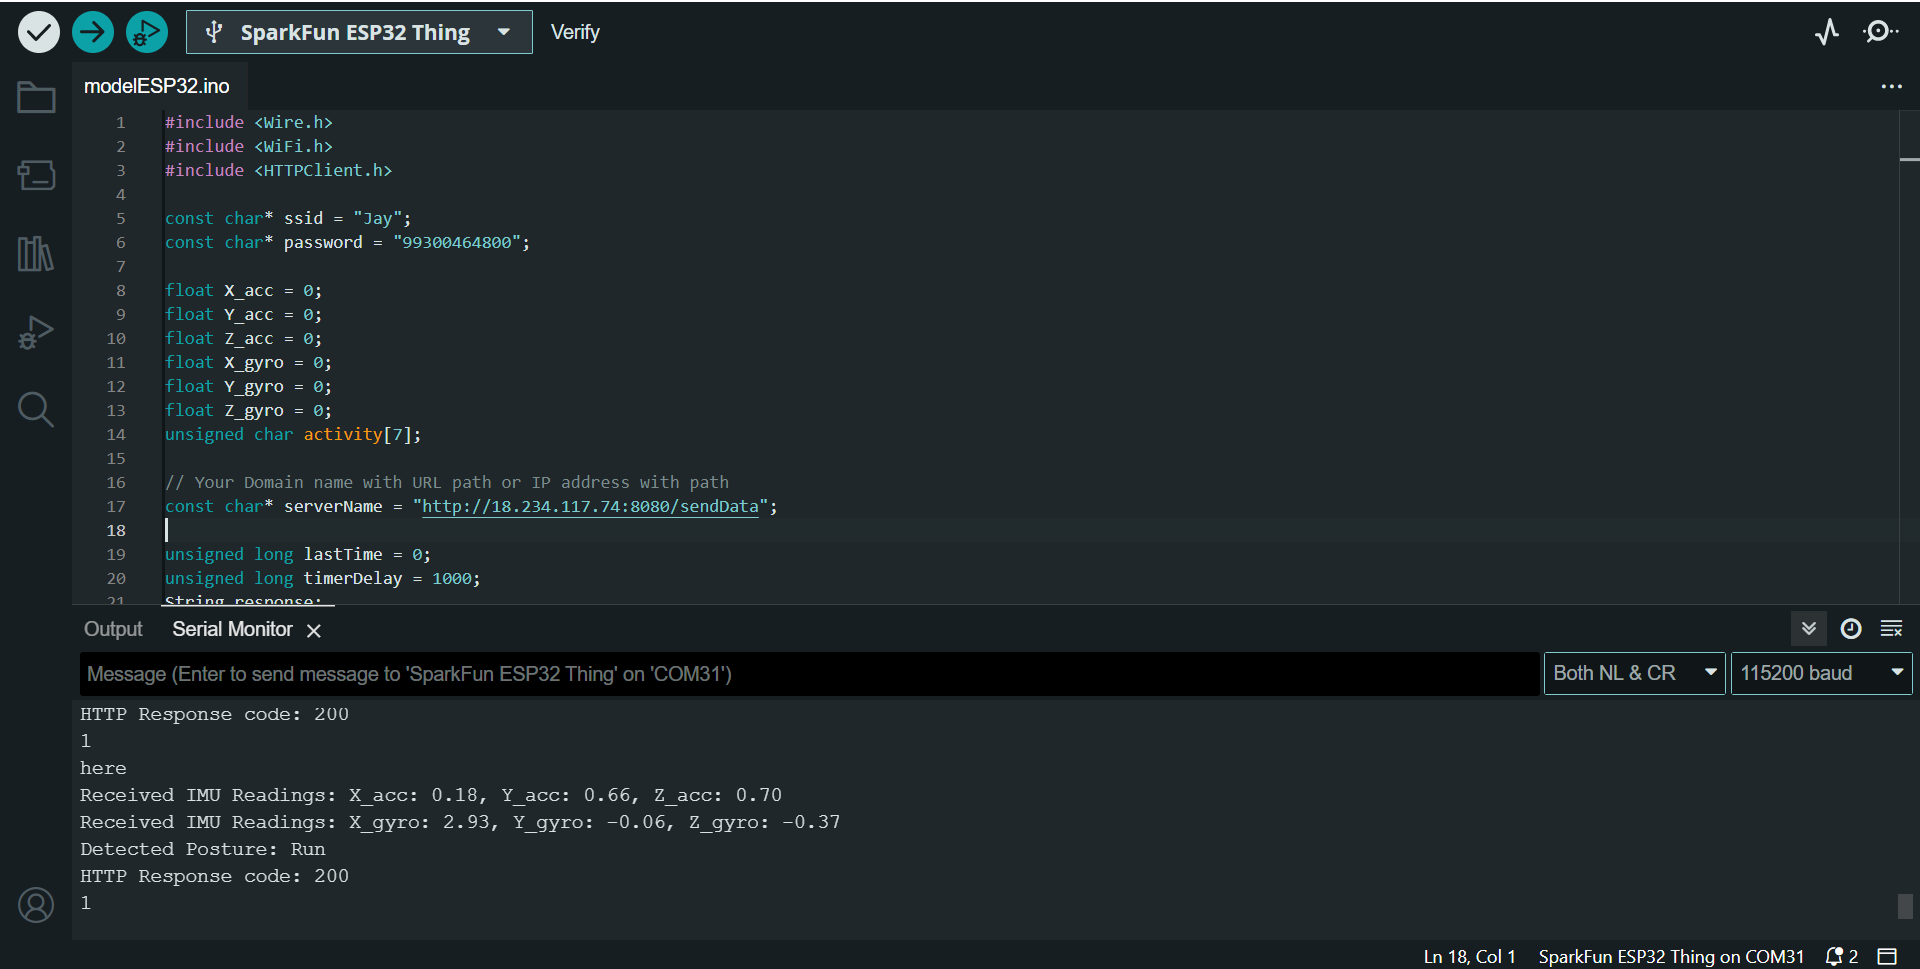 SparkFun ESP32 Thing
Verify
modelESP32.ino
1 #include <Wire.h>
2 #include <WiFi.h>
3 #include <HTTPClient.h>
4
5 const char* ssid = "Jay";
6 const char* password = "99300464800";
7
8 float X_acc = 0;
9 float Y_acc = 0;
10 float Z_acc = 0;
11 float X_gyro = 0;
12 float Y_gyro = 0;
13 float Z_gyro = 0;
14 unsigned char activity[7];
15
16 // Your Domain name with URL path or IP address with path
17 const char* serverName = "http://18.234.117.74:8080/sendData";
18
19 unsigned long lastTime = 0;
20 unsigned long timerDelay = 1000;
21 String response;
Output Serial Monitor
Message (Enter to send message to 'SparkFun ESP32 Thing' on 'COM31') Both NL & CR 115200 baud
HTTP Response code: 200
1
here
Received IMU Readings: X_acc: 0.18, Y_acc: 0.66, Z_acc: 0.70
Received IMU Readings: X_gyro: 2.93, Y_gyro: -0.06, Z_gyro: -0.37
Detected Posture: Run
HTTP Response code: 200
1
Ln 18, Col 1 SparkFun ESP32 Thing on COM31 2